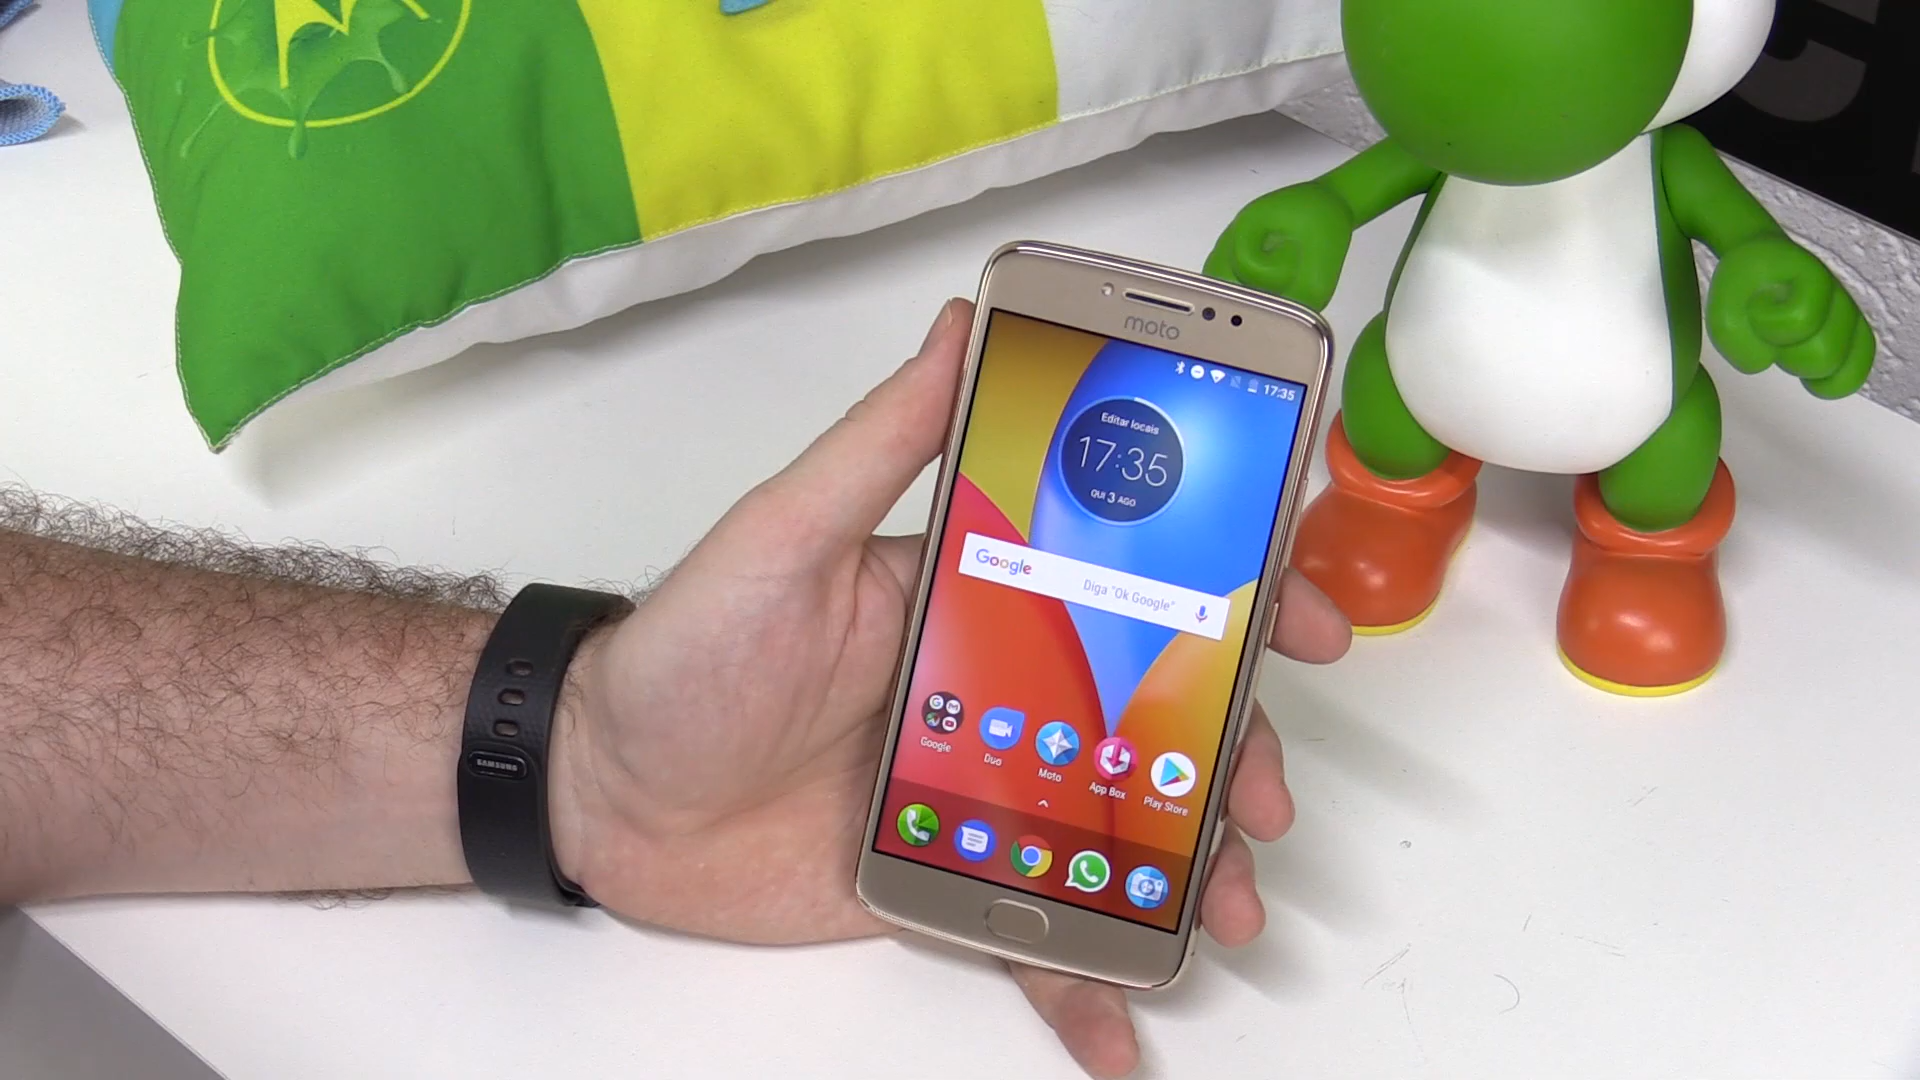 moto
17:35
Editar locais
17:35
QUI 3 AGO
Google
Diga "Ok Google"
Google
Duo
Moto
App Box
Play Store
SAMSUNG